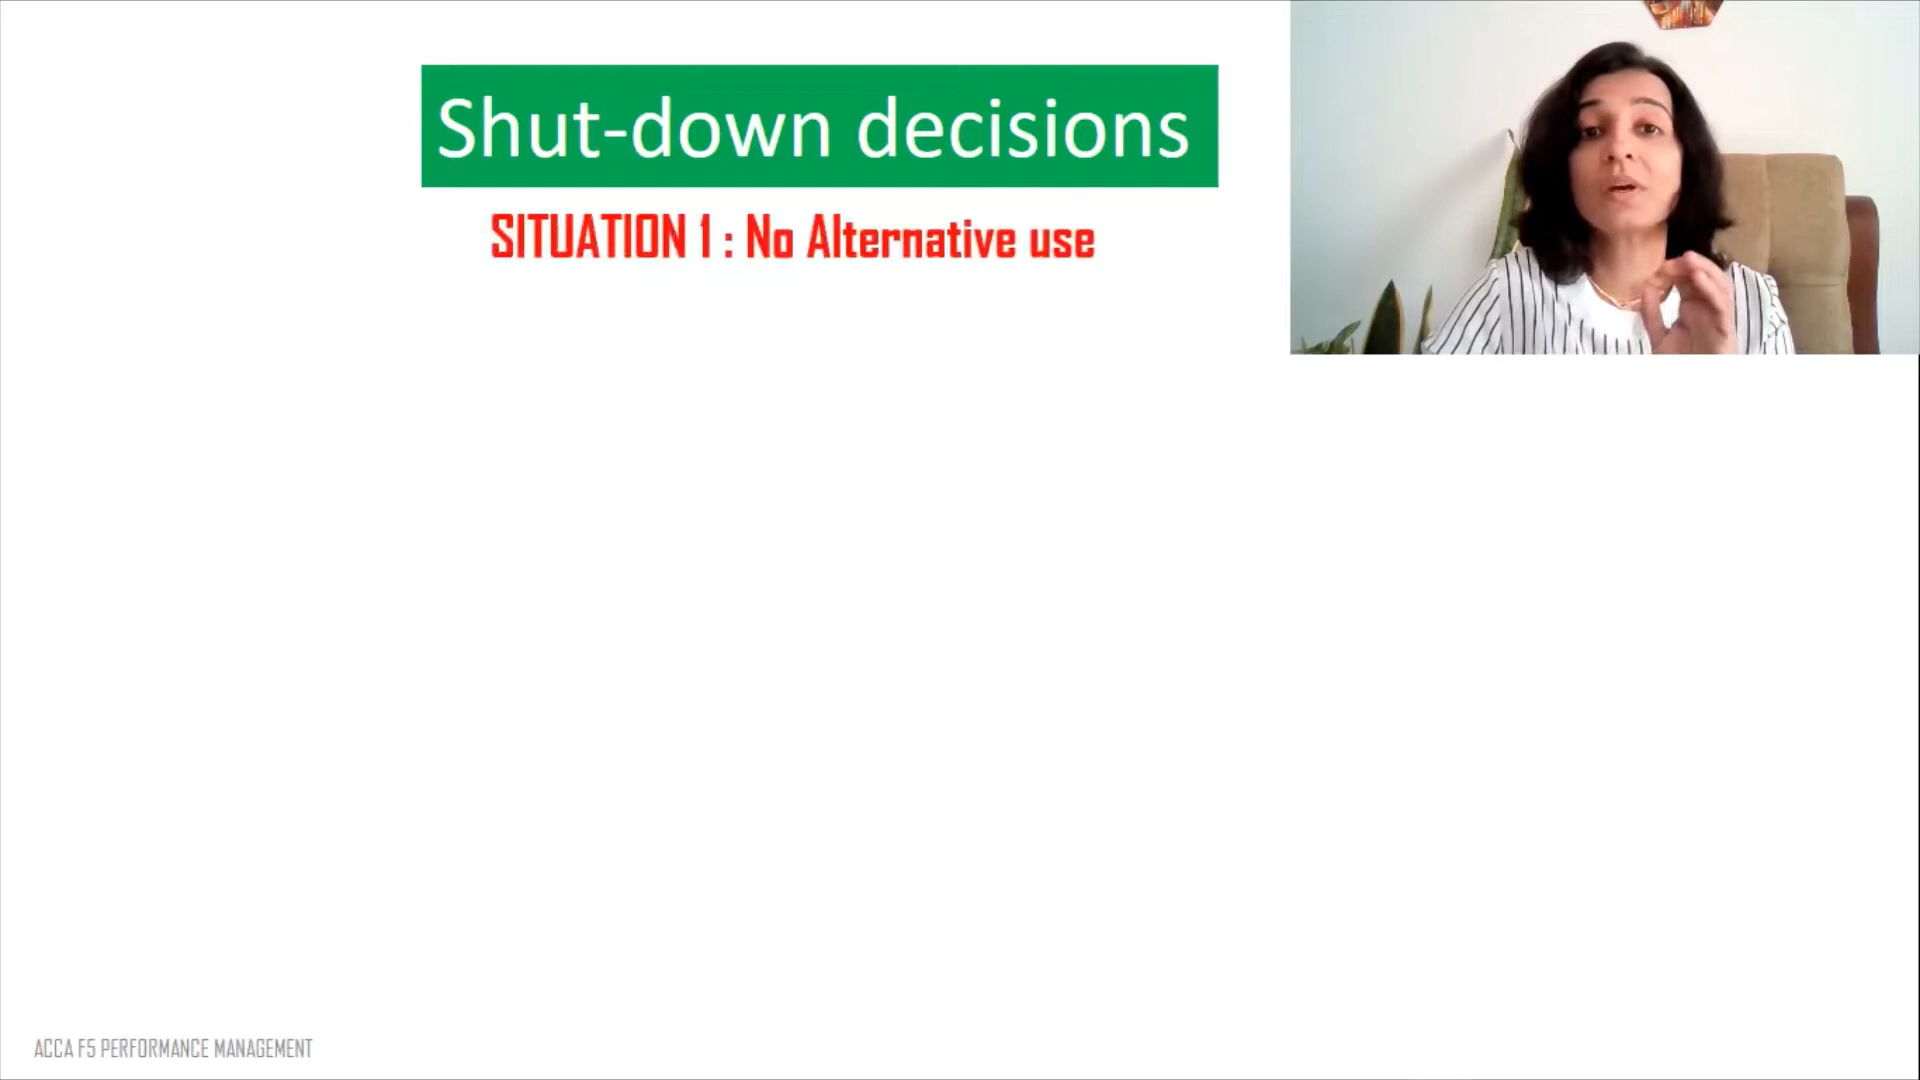 Shut-down decisions
SITUATION 1 : No Alternative use
ACCA F5 PERFORMANCE MANAGEMENT